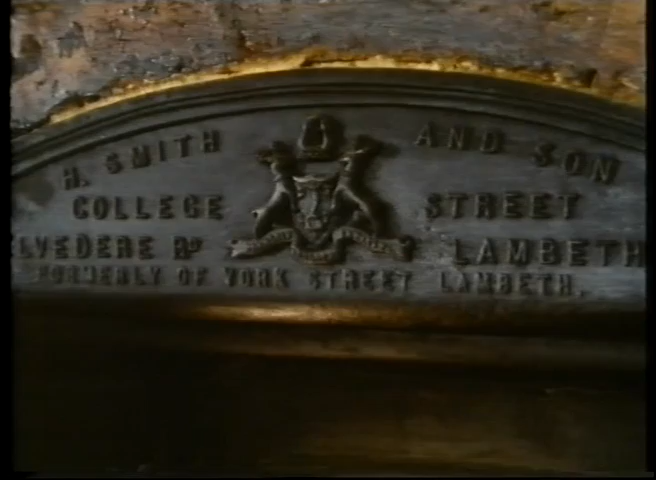 H. SMITH AND SON
COLLEGE STREET
LVEDERE RD LAMBETH
FORMERLY OF YORK STREET LAMBETH.